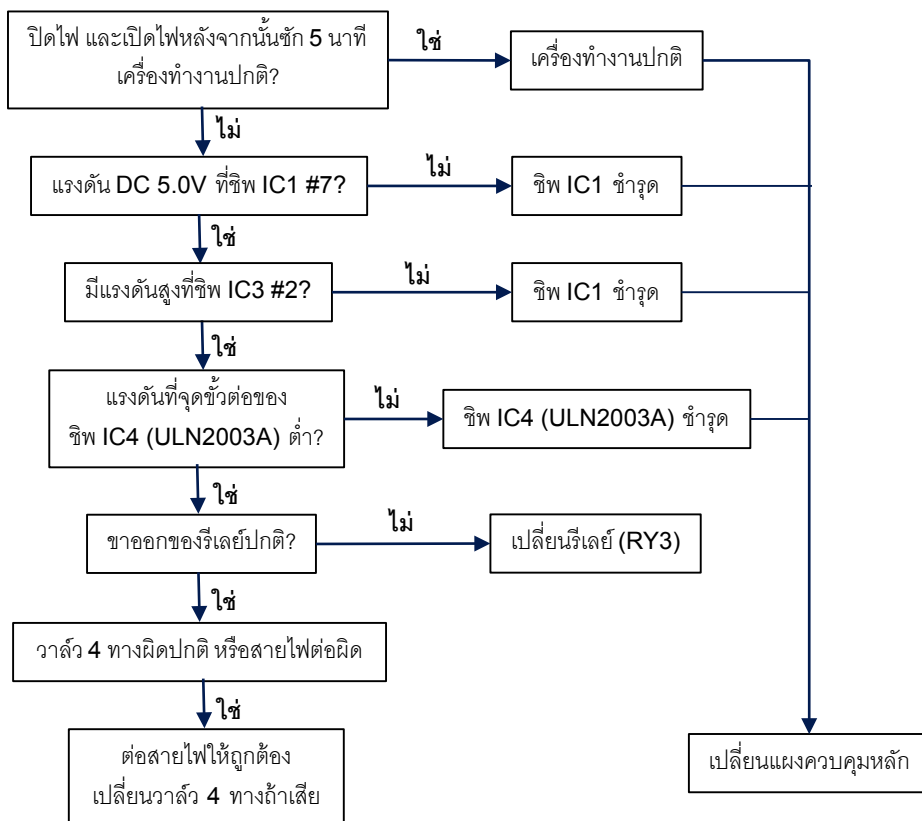 ปิดไฟ และเปิดไฟหลังจากนั้นซัก 5 นาที
เครื่องทำงานปกติ?
ใช่
เครื่องทำงานปกติ
ไม่
แรงดัน DC 5.0V ที่ชิพ IC1 #7?
ไม่
ชิพ IC1 ชำรุด
ใช่
มีแรงดันสูงที่ชิพ IC3 #2?
ไม่
ชิพ IC1 ชำรุด
ใช่
แรงดันที่จุดขั้วต่อของ
ชิพ IC4 (ULN2003A) ต่ำ?
ไม่
ชิพ IC4 (ULN2003A) ชำรุด
ใช่
ขาออกของรีเลย์ปกติ?
ไม่
เปลี่ยนรีเลย์ (RY3)
ใช่
วาล์ว 4 ทางผิดปกติ หรือสายไฟต่อผิด
ใช่
ต่อสายไฟให้ถูกต้อง
เปลี่ยนวาล์ว 4 ทางถ้าเสีย
เปลี่ยนแผงควบคุมหลัก